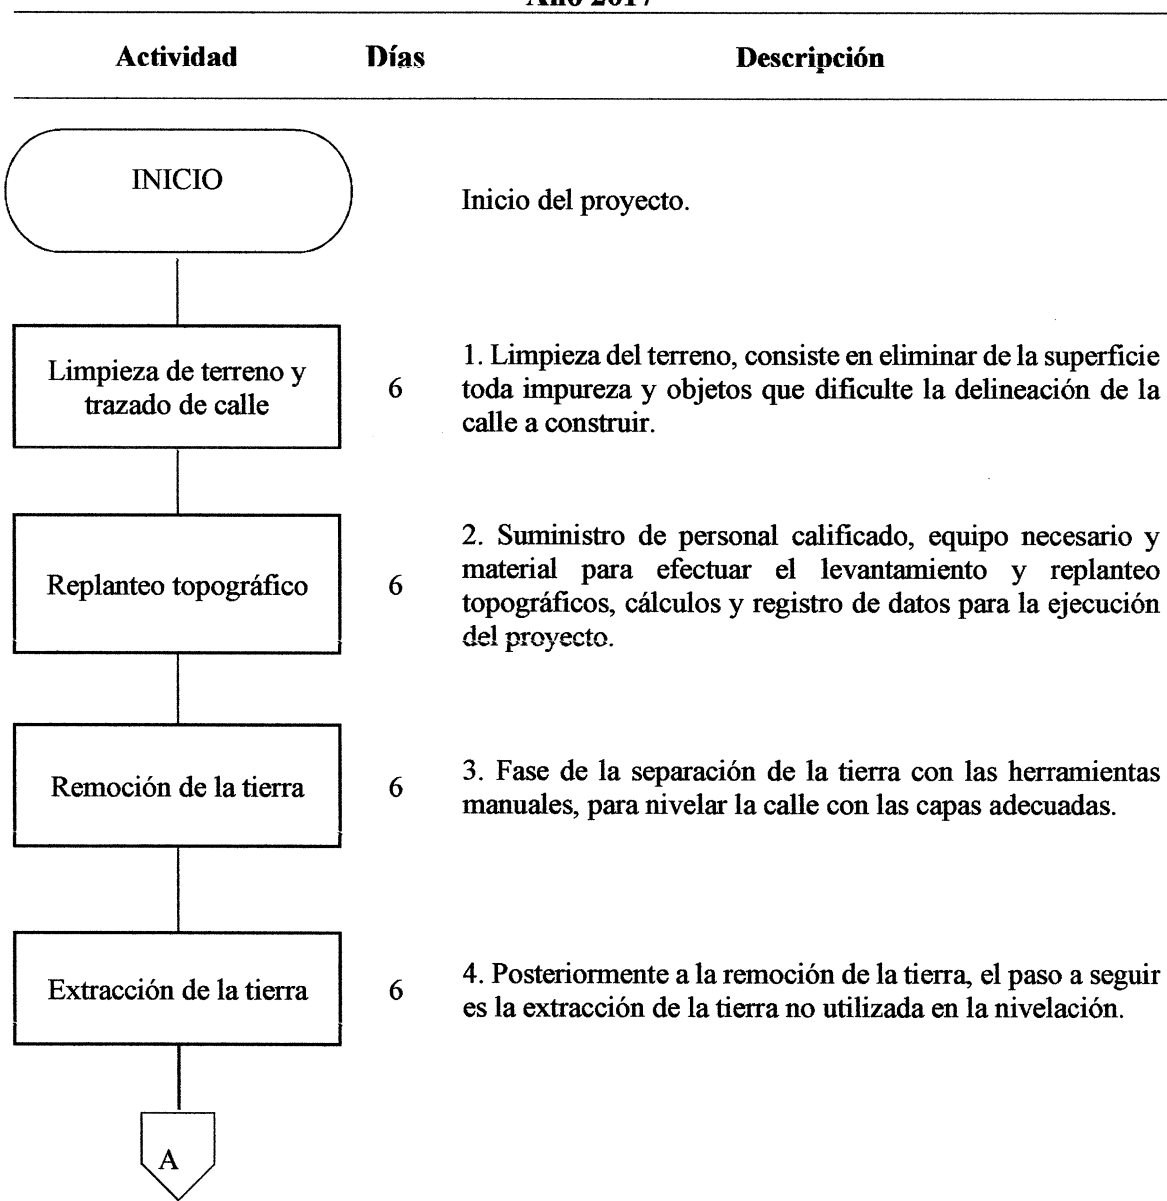 Año 2017
Actividad Días Descripción
INICIO
Inicio del proyecto.
Limpieza de terreno y
trazado de calle
6
1. Limpieza del terreno, consiste en eliminar de la superficie
toda impureza y objetos que dificulte la delineación de la
calle a construir.
Replanteo topográfico
6
2. Suministro de personal calificado, equipo necesario y
material para efectuar el levantamiento y replanteo
topográficos, cálculos y registro de datos para la ejecución
del proyecto.
Remoción de la tierra
6
3. Fase de la separación de la tierra con las herramientas
manuales, para nivelar la calle con las capas adecuadas.
Extracción de la tierra
6
4. Posteriormente a la remoción de la tierra, el paso a seguir
es la extracción de la tierra no utilizada en la nivelación.
A